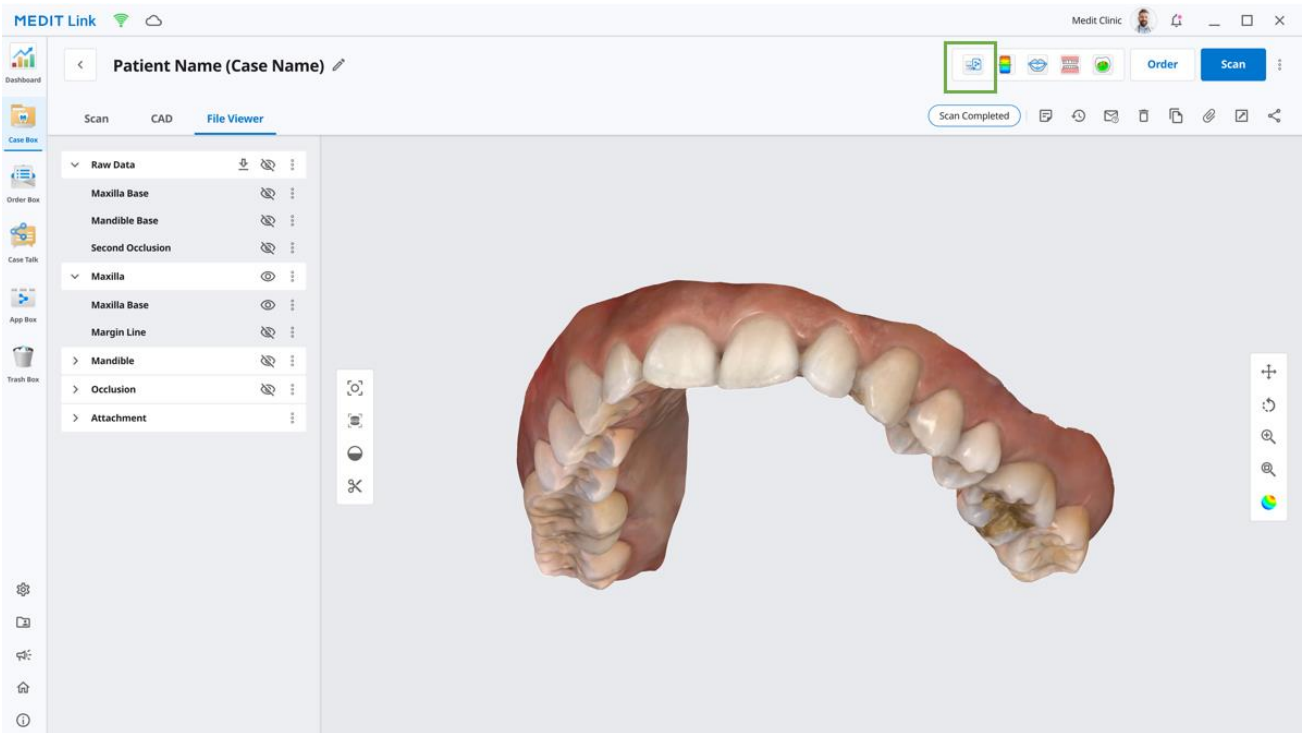 MEDIT Link
Medit Clinic
Dashboard
Patient Name (Case Name)
Order
Scan
Case Box
Scan
CAD
File Viewer
Scan Completed
Order Box
Raw Data
Maxilla Base
Mandible Base
Second Occlusion
Case Talk
Maxilla
Maxilla Base
App Box
Margin Line
Mandible
Trash Box
Occlusion
Attachment